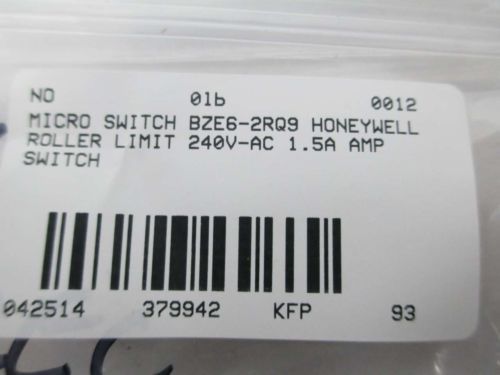 NO 01b 0012
MICRO SWITCH BZE6-2RQ9 HONEYWELL
ROLLER LIMIT 240V-AC 1.5A AMP
SWITCH
042514 379942 KFP 93